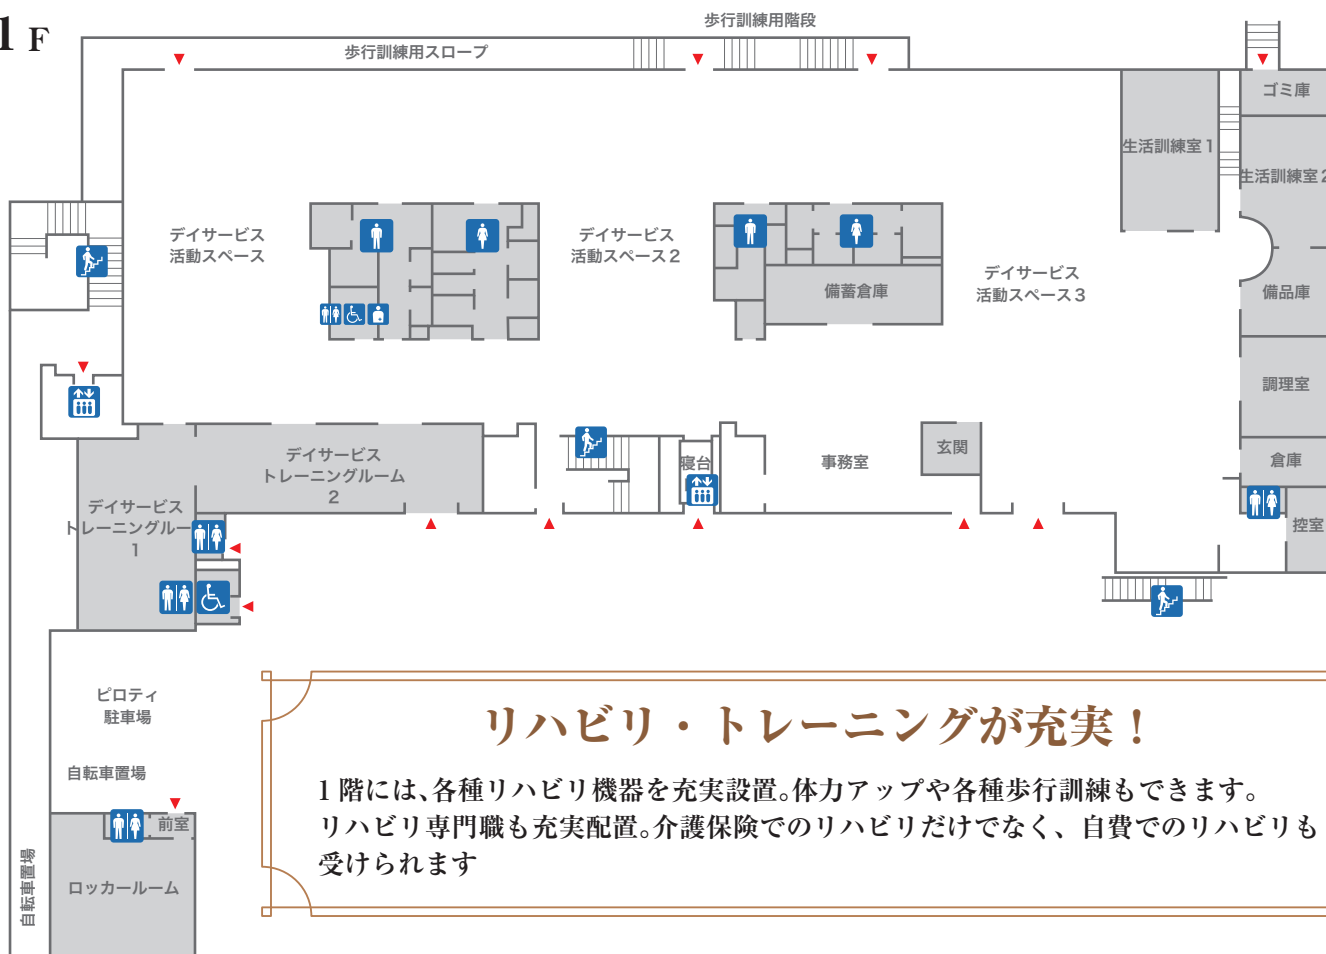 1 F
歩行訓練用階段
歩行訓練用スロープ
ゴミ庫
生活訓練室 1
生活訓練室 2
デイサービス
活動スペース
デイサービス
活動スペース 2
デイサービス
活動スペース 3
備蓄倉庫
備品庫
調理室
倉庫
控室
玄関
事務室
寝台
デイサービス
トレーニングルーム
2
デイサービス
トレーニングルー
1
ピロティ
駐車場
自転車置場
前室
ロッカールーム
自転車置場
リハビリ・トレーニングが充実！
1 階には、各種リハビリ機器を充実設置。体力アップや各種歩行訓練もできます。
リハビリ専門職も充実配置。介護保険でのリハビリだけでなく、自費でのリハビリも
受けられます